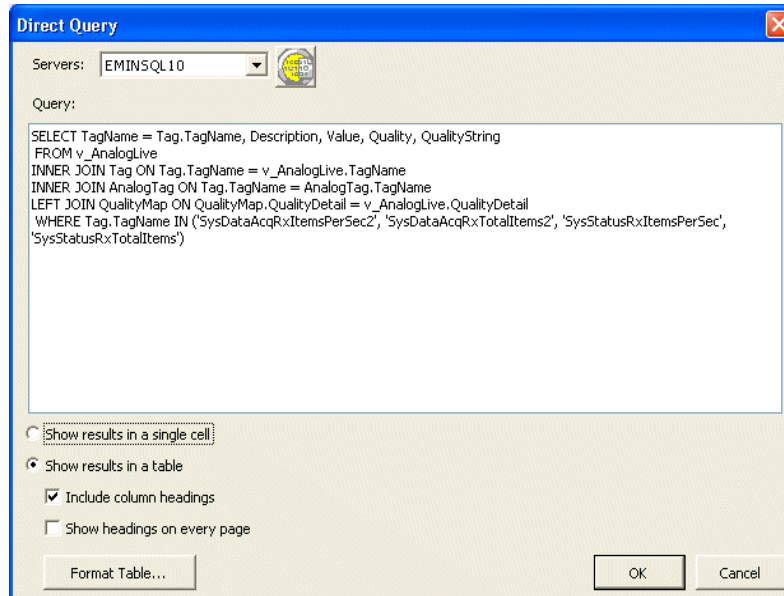 Direct Query
Servers: EMINSQL10
Query:
SELECT TagName = Tag.TagName, Description, Value, Quality, QualityString
FROM v_AnalogLive
INNER JOIN Tag ON Tag.TagName = v_AnalogLive.TagName
INNER JOIN AnalogTag ON Tag.TagName = AnalogTag.TagName
LEFT JOIN QualityMap ON QualityMap.QualityDetail = v_AnalogLive.QualityDetail
WHERE Tag.TagName IN ('SysDataAcqRxItemsPerSec2', 'SysDataAcqRxTotalItems2', 'SysStatusRxItemsPerSec',
'SysStatusRxTotalItems')
Show results in a single cell
Show results in a table
Include column headings
Show headings on every page
Format Table... OK Cancel